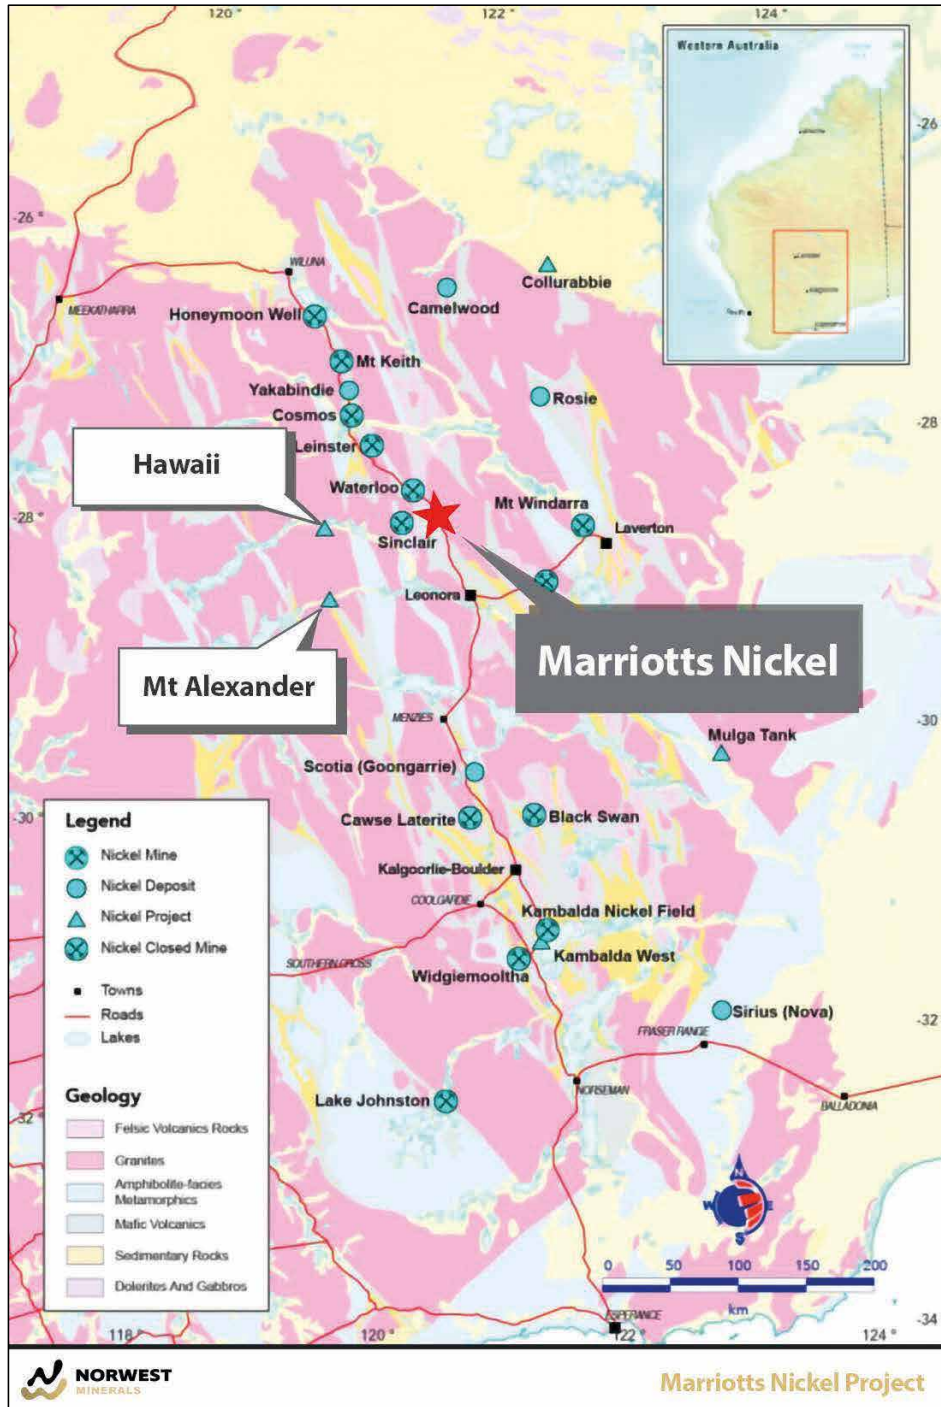 120 °
122 °
124 °
Western Australia
-26
-26 °
WILUNA
Collurabbie
MEEKATHARRA
Honeymoon Well
Camelwood
Mt Keith
Yakabindie
Rosie
Cosmos
-28
Leinster
Hawaii
Waterloo
Mt Windarra
-28 °
Laverton
Sinclair
Leonora
Marriotts Nickel
Mt Alexander
MENZIES
-30
Mulga Tank
Scotia (Goongarrie)
-30 °
Cawse Laterite
Black Swan
Kalgoorlie-Boulder
COOLGARDIE
Kambalda Nickel Field
SOUTHERN CROSS
Kambalda West
Widgiemooltha
Sirius (Nova)
-32
FRASER RANGE
NORSEMAN
Lake Johnston
BALLADONIA
-32
Legend
Nickel Mine
Nickel Deposit
Nickel Project
Nickel Closed Mine
Towns
Roads
Lakes
Geology
Felsic Volcanics Rocks
Granites
Amphibolite-facies
Metamorphics
Mafic Volcanics
Sedimentary Rocks
Dolerites And Gabbros
N
W
E
S
0 50 100 150 200
km
ESPERANCE
-34
118 °
120 °
122 °
124 °
NORWEST
MINERALS
Marriotts Nickel Project